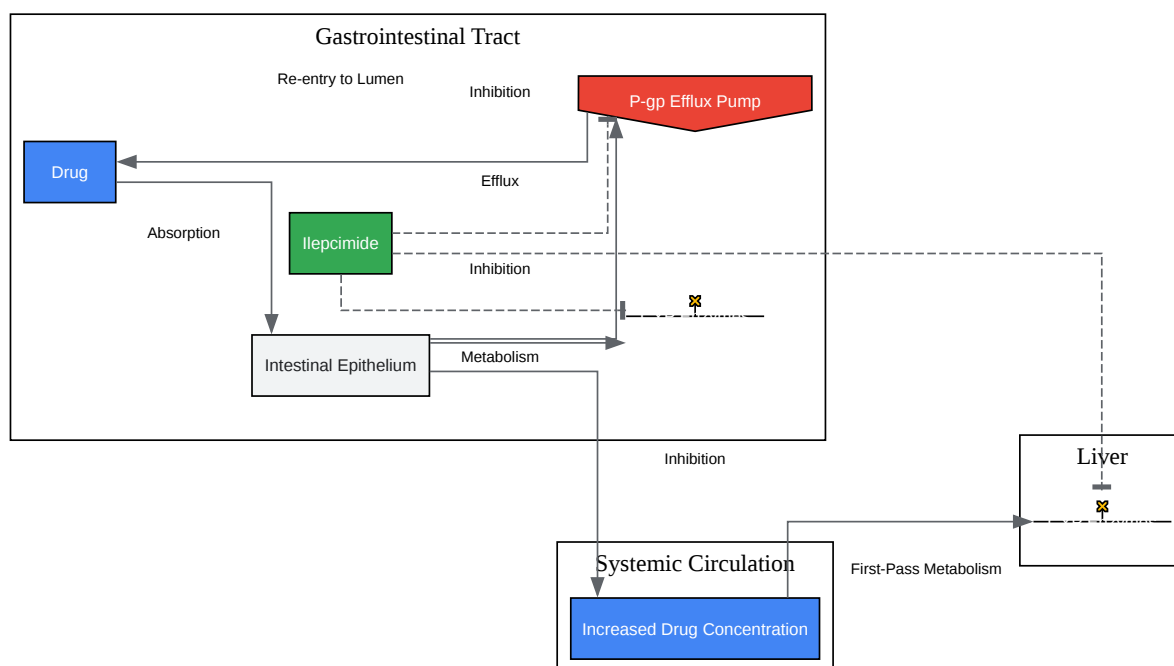 Gastrointestinal Tract
Re-entry to Lumen
Inhibition
P-gp Efflux Pump
Drug
Efflux
Absorption
Ilepcimide
Inhibition
Metabolism
Intestinal Epithelium
Inhibition
Liver
Systemic Circulation
First-Pass Metabolism
Increased Drug Concentration